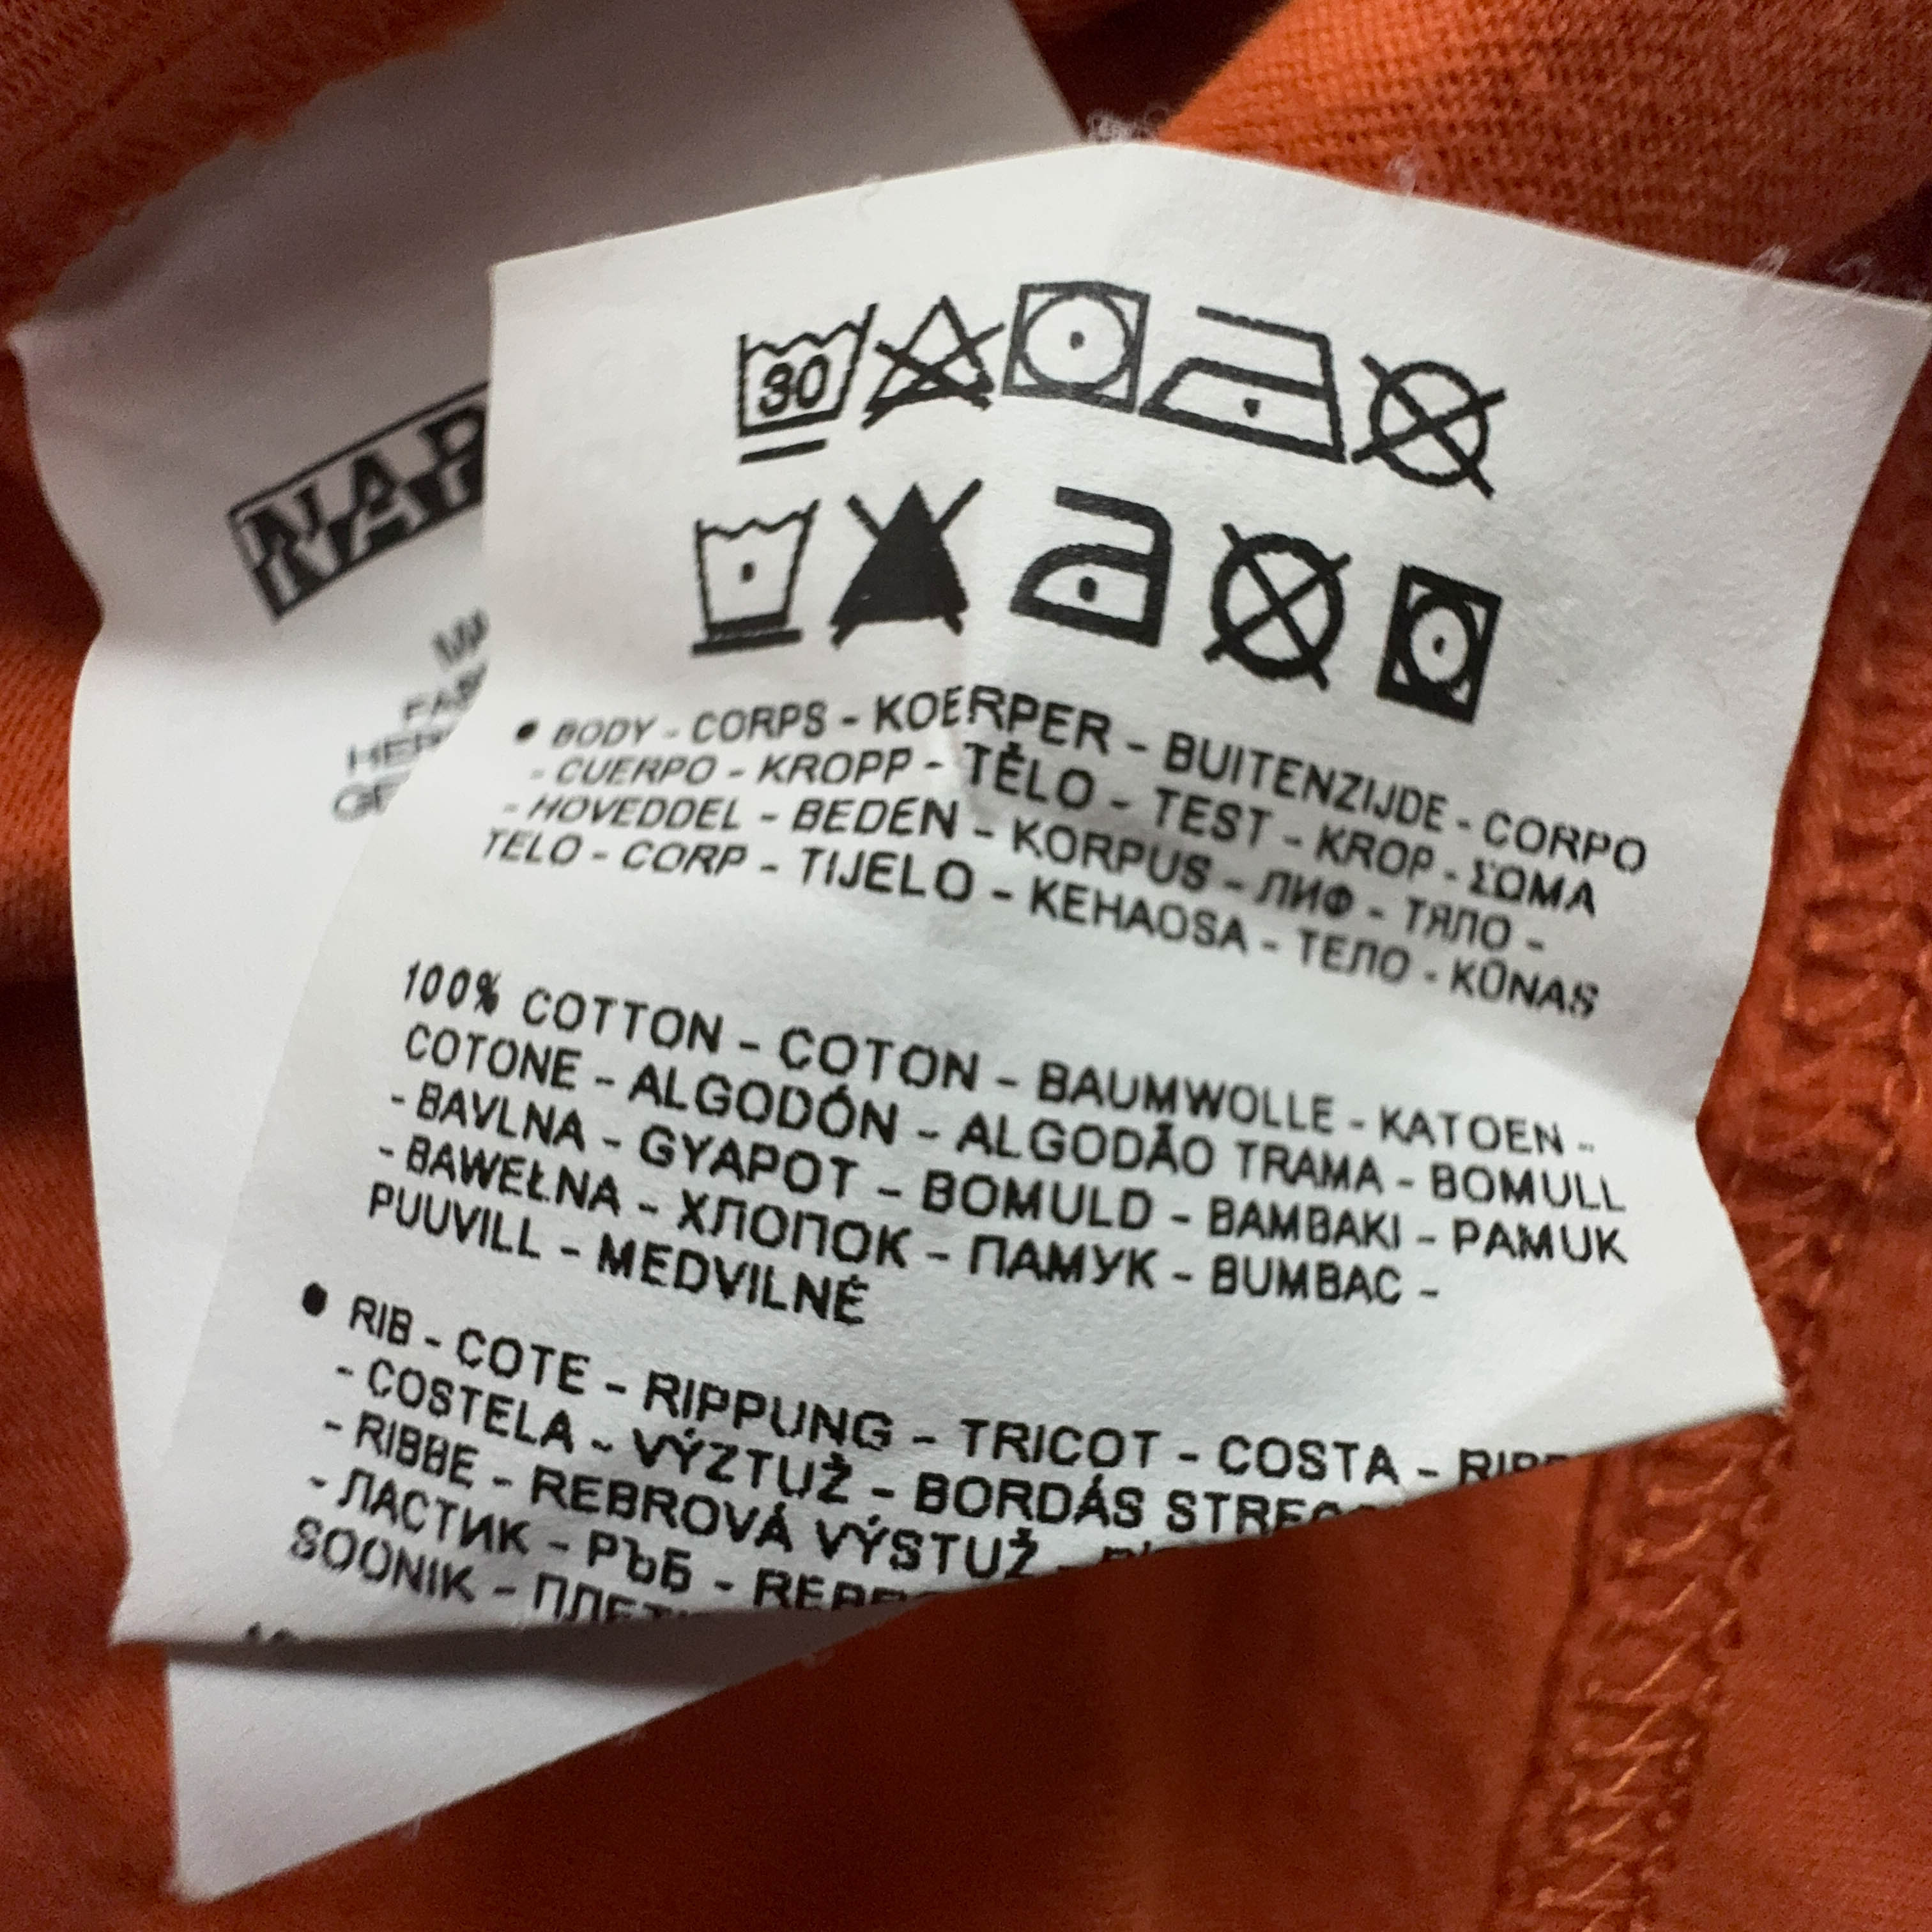 30
● BODY - CORPS - KOERPER - BUITENZIJDE - CORPO
- CUERPO - KROPP - TĚLO - TEST - KROP - ΣΩΜΑ
- HOVEDDEL - BEDEN - KORPUS - ЛИФ - ТЯЛО -
TELO - CORP - TIJELO - KEHAOSA - ТЕЛО - KŪNAS
100% COTTON - COTON - BAUMWOLLE - KATOEN -
COTONE - ALGODÓN - ALGODÃO TRAMA - BOMULL
- BAVLNA - GYAPOT - BOMULD - BAMBAKI - PAMUK
- BAWEŁNA - ХЛОПОК - ПАМУК - BUMBAC -
PUUVILL - MEDVILNĖ
● RIB - COTE - RIPPUNG - TRICOT - COSTA -
- COSTELA - VÝZTUŽ - BORDÁS
- RIBBE - REBROVÁ VÝSTUŽ -
- ЛАСТИК - РЪБ -
SOONIK -